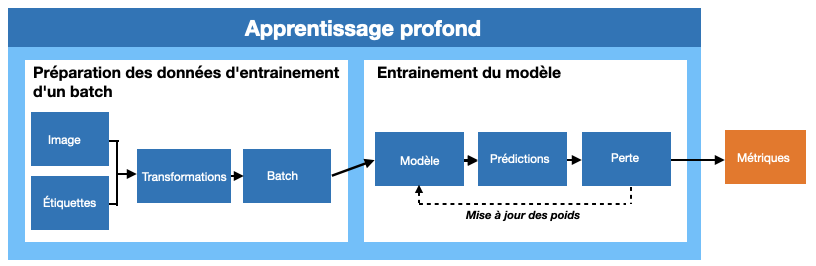 Apprentissage profond
Préparation des données d'entrainement
d'un batch
Entrainement du modèle
Image
Étiquettes
Transformations
Batch
Modèle
Prédictions
Perte
Métriques
Mise à jour des poids